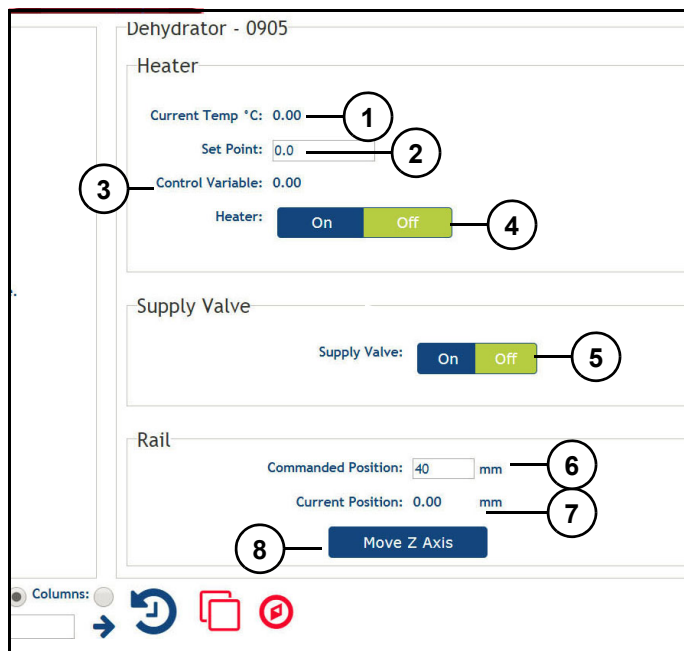 Dehydrator - 0905
Heater
Current Temp °C: 0.00 1
Set Point: 0.0 2
3 Control Variable: 0.00
Heater: On Off 4
e.
Supply Valve
Supply Valve: On Off 5
Rail
Commanded Position: 40 mm 6
Current Position: 0.00 mm 7
8 Move Z Axis
Columns: